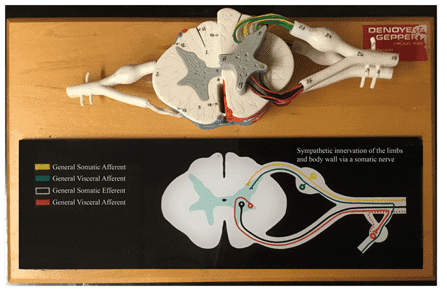 DENOYER
GEPPERT
Sympathetic innervation of the limbs
and body wall via a somatic nerve
General Somatic Afferent
General Visceral Afferent
General Somatic Efferent
General Visceral Afferent